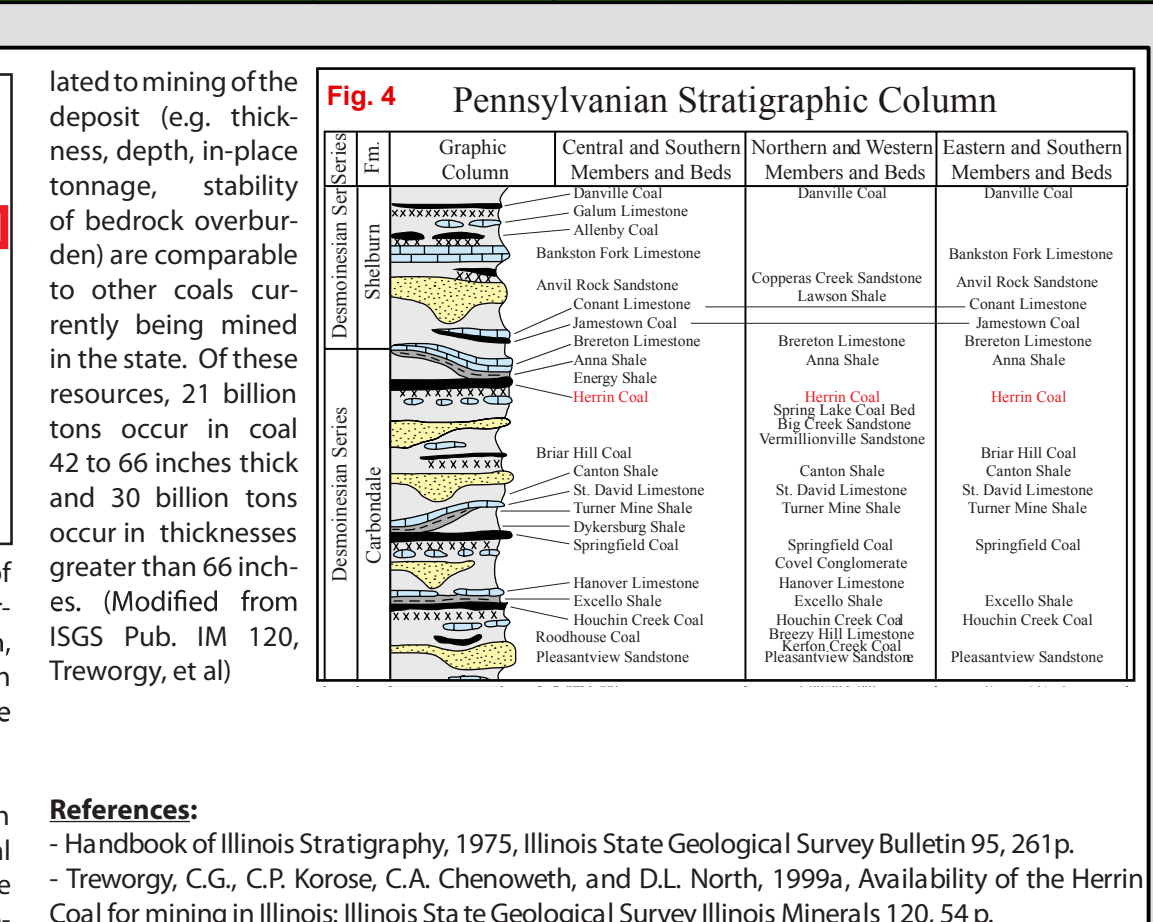 lated to mining of the
deposit (e.g. thick-
ness, depth, in-place
tonnage, stability
of bedrock overbur-
den) are comparable
to other coals cur-
rently being mined
in the state. Of these
resources, 21 billion
tons occur in coal
42 to 66 inches thick
and 30 billion tons
occur in thicknesses
greater than 66 inch-
es. (Modified from
ISGS Pub. IM 120,
Treworgy, et al)
Fig. 4
Pennsylvanian Stratigraphic Column
Series
Fm.
Graphic
Column
Central and Southern
Members and Beds
Northern and Western
Members and Beds
Eastern and Southern
Members and Beds
Desmoinesian Ser
Shelburn
Desmoinesian Series
Carbondale
Danville Coal
Galum Limestone
Allenby Coal
Bankston Fork Limestone
Anvil Rock Sandstone
Conant Limestone
Jamestown Coal
Brereton Limestone
Anna Shale
Energy Shale
Herrin Coal
Briar Hill Coal
Canton Shale
St. David Limestone
Turner Mine Shale
Dykersburg Shale
Springfield Coal
Hanover Limestone
Excello Shale
Houchin Creek Coal
Roodhouse Coal
Pleasantview Sandstone
Danville Coal
Copperas Creek Sandstone
Lawson Shale
Brereton Limestone
Anna Shale
Herrin Coal
Spring Lake Coal Bed
Big Creek Sandstone
Vermillionville Sandstone
Canton Shale
St. David Limestone
Turner Mine Shale
Springfield Coal
Covel Conglomerate
Hanover Limestone
Excello Shale
Houchin Creek Coal
Breezy Hill Limestone
Kerton Creek Coal
Pleasantview Sandstone
Danville Coal
Bankston Fork Limestone
Anvil Rock Sandstone
Conant Limestone
Jamestown Coal
Brereton Limestone
Anna Shale
Herrin Coal
Briar Hill Coal
Canton Shale
St. David Limestone
Turner Mine Shale
Springfield Coal
Excello Shale
Houchin Creek Coal
Pleasantview Sandstone
References:
- Handbook of Illinois Stratigraphy, 1975, Illinois State Geological Survey Bulletin 95, 261p.
- Treworgy, C.G., C.P. Korose, C.A. Chenoweth, and D.L. North, 1999a, Availability of the Herrin
Coal for mining in Illinois: Illinois State Geological Survey Illinois Minerals 120, 54 p.